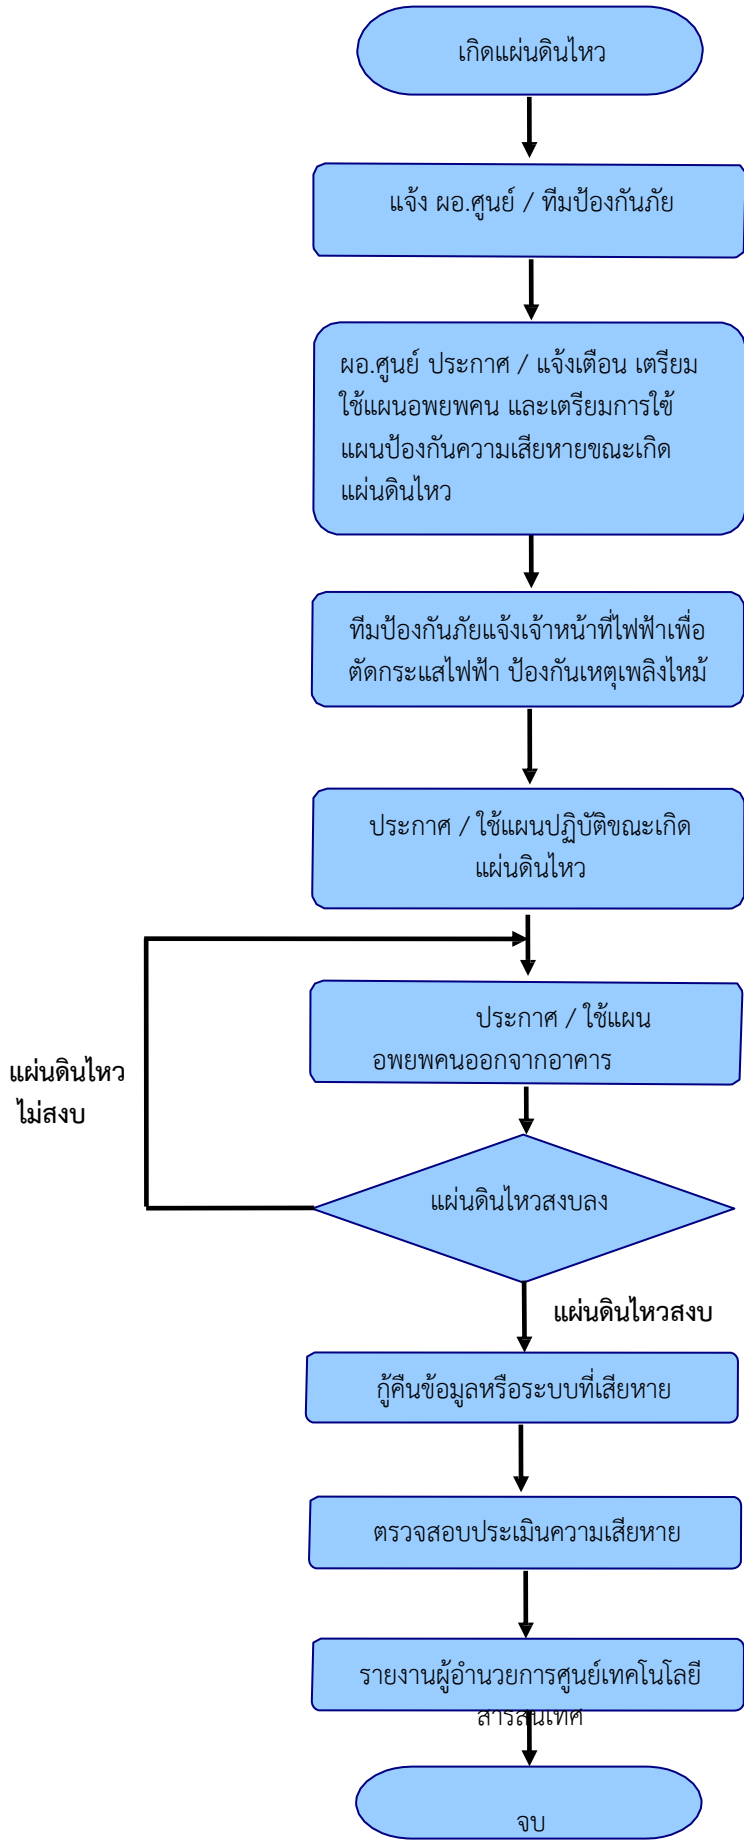 เกิดแผ่นดินไหว
แจ้ง ผอ.ศูนย์ / ทีมป้องกันภัย
ผอ.ศูนย์ ประกาศ / แจ้งเตือน เตรียม
ใช้แผนอพยพคน และเตรียมการใฃ้
แผนป้องกันความเสียหายขณะเกิด
แผ่นดินไหว
ทีมป้องกันภัยแจ้งเจ้าหน้าที่ไฟฟ้าเพื่อ
ตัดกระแสไฟฟ้า ป้องกันเหตุเพลิงไหม้
ประกาศ / ใช้แผนปฏิบัติขณะเกิด
แผ่นดินไหว
ประกาศ / ใช้แผน
อพยพคนออกจากอาคาร
แผ่นดินไหว
ไม่สงบ
แผ่นดินไหวสงบลง
แผ่นดินไหวสงบ
กู้คืนข้อมูลหรือระบบที่เสียหาย
ตรวจสอบประเมินความเสียหาย
รายงานผู้อำนวยการศูนย์เทคโนโลยี
สารสนเทศ
จบ